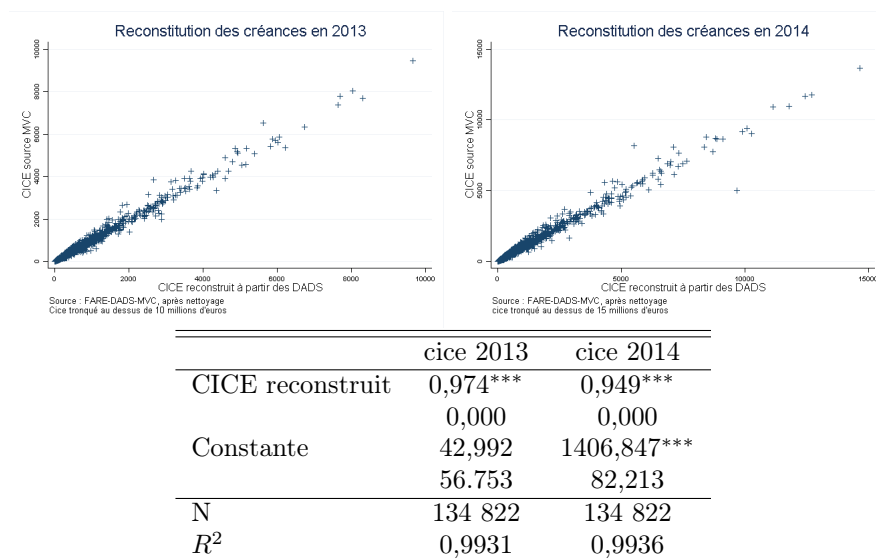 Reconstitution des créances en 2013
CICE source MVC
10000
8000
6000
4000
2000
0
0 2000 4000 6000 8000 10000
CICE reconstruit à partir des DADS
Source : FARE-DADS-MVC, après nettoyage
Cice tronqué au dessus de 10 millions d'euros
Reconstitution des créances en 2014
CICE source MVC
15000
10000
5000
0
0 5000 10000 15000
CICE reconstruit à partir des DADS
Source : FARE-DADS-MVC, après nettoyage
cice tronqué au dessus de 15 millions d'euros
cice 2013 cice 2014
CICE reconstruit 0,974*** 0,949***
0,000 0,000
Constante 42,992 1406,847***
56.753 82,213
N 134 822 134 822
R² 0,9931 0,9936